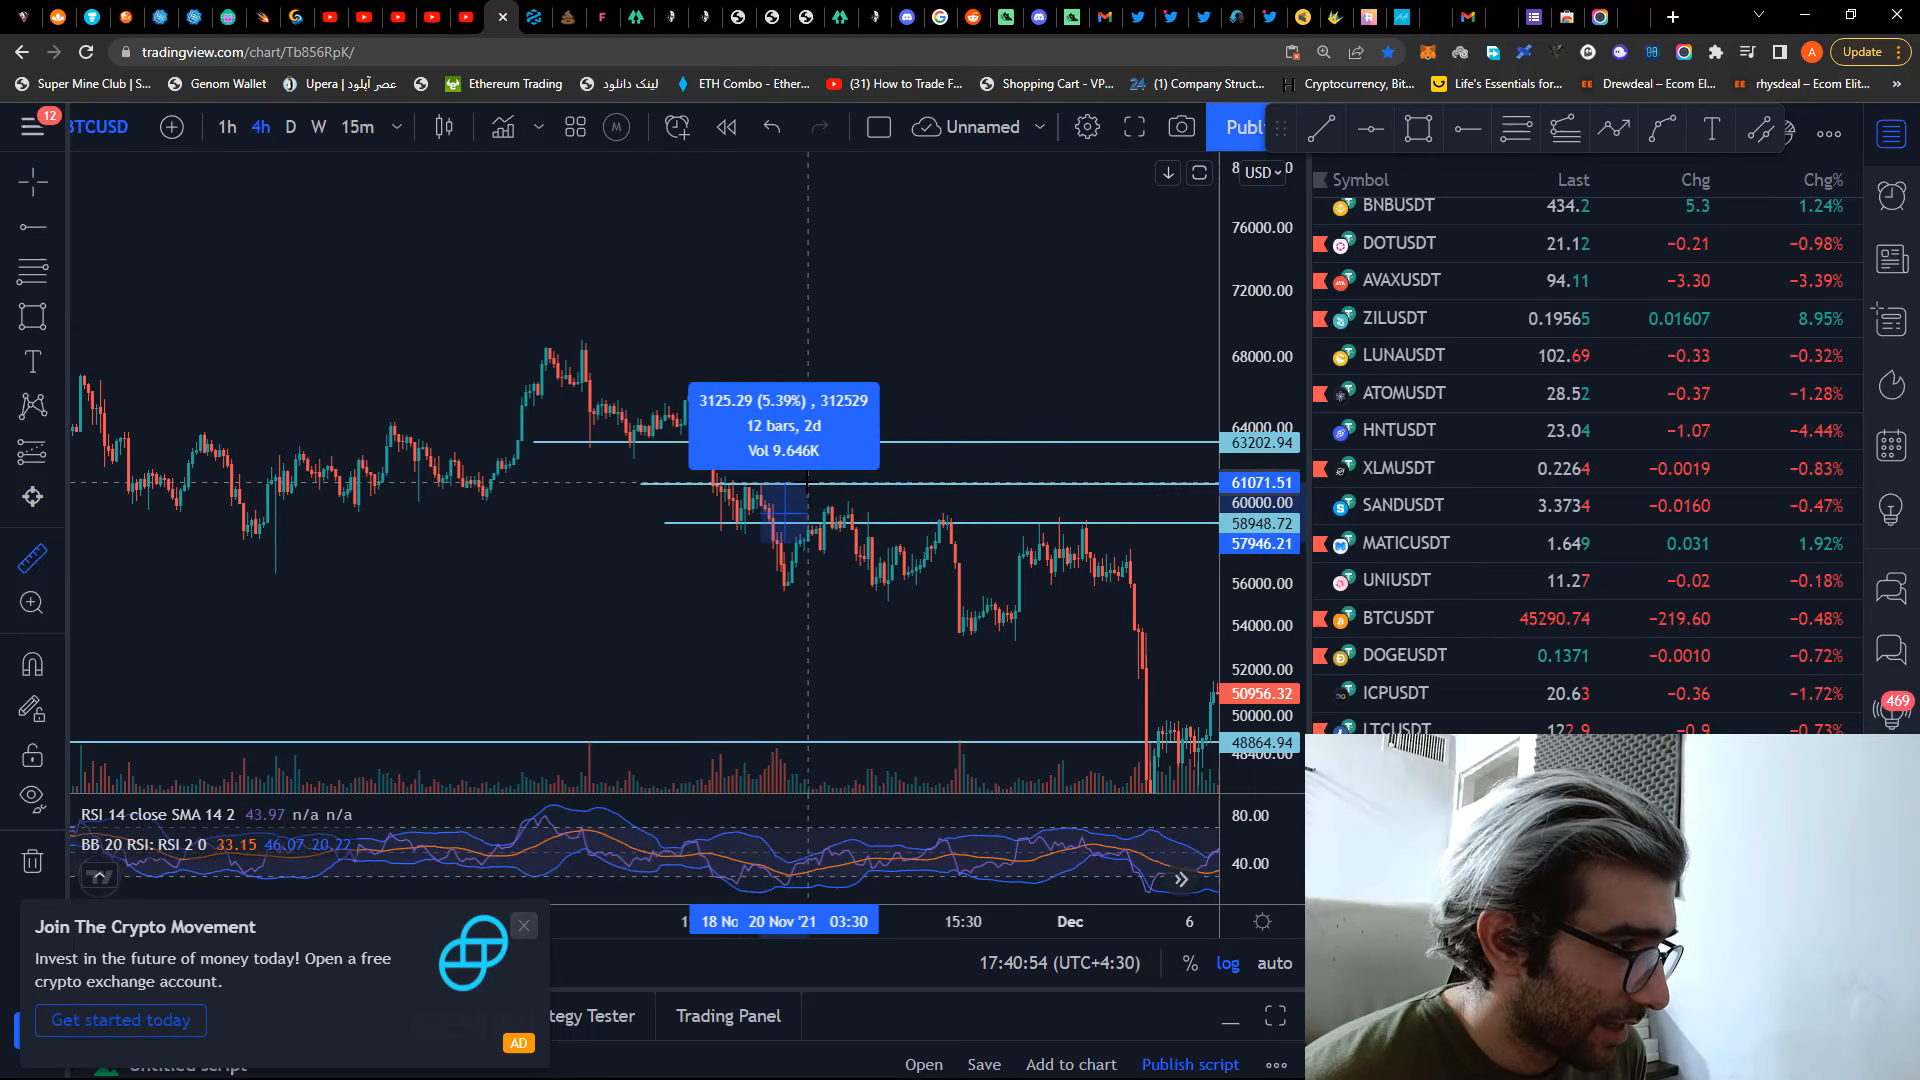 tradingview.com/chart/Tb856RpK/
Update
Super Mine Club | S...
Genom Wallet
Upera | عصر آپلود
Ethereum Trading
لینک دانلود
ETH Combo - Ether...
(31) How to Trade F...
Shopping Cart - VP...
(1) Company Struct...
Cryptocurrency, Bit...
Life's Essentials for...
Drewdeal – Ecom El...
rhysdeal – Ecom Elit...
12
BTCUSD
1h
4h
D
W
15m
Unnamed
Publ
USD
76000.00
72000.00
68000.00
64000.00
63202.94
61071.51
60000.00
58948.72
57946.21
56000.00
54000.00
52000.00
50956.32
50000.00
48864.94
48400.00
3125.29 (5.39%) , 312529
12 bars, 2d
Vol 9.646K
RSI 14 close SMA 14 2 43.97 n/a n/a
BB 20 RSI: RSI 2 0 33.15 46.07 20.22
80.00
40.00
18 No
20 Nov '21
03:30
15:30
Dec
6
17:40:54 (UTC+4:30)
%
log
auto
Symbol Last Chg Chg%
BNBUSDT 434.2 5.3 1.24%
DOTUSDT 21.12 −0.21 −0.98%
AVAXUSDT 94.11 −3.30 −3.39%
ZILUSDT 0.19565 0.01607 8.95%
LUNAUSDT 102.69 −0.33 −0.32%
ATOMUSDT 28.52 −0.37 −1.28%
HNTUSDT 23.04 −1.07 −4.44%
XLMUSDT 0.2264 −0.0019 −0.83%
SANDUSDT 3.3734 −0.0159 −0.47%
MATICUSDT 1.649 0.031 1.92%
UNIUSDT 11.27 −0.02 −0.18%
BTCUSDT 45290.74 −219.60 −0.48%
DOGEUSDT 0.1371 −0.0010 −0.72%
ICPUSDT 20.63 −0.36 −1.72%
LTCUSDT 122.9 −0.9 −0.73%
469
Join The Crypto Movement
Invest in the future of money today! Open a free
crypto exchange account.
Get started today
AD
tegy Tester
Trading Panel
Untitled script
Open
Save
Add to chart
Publish script